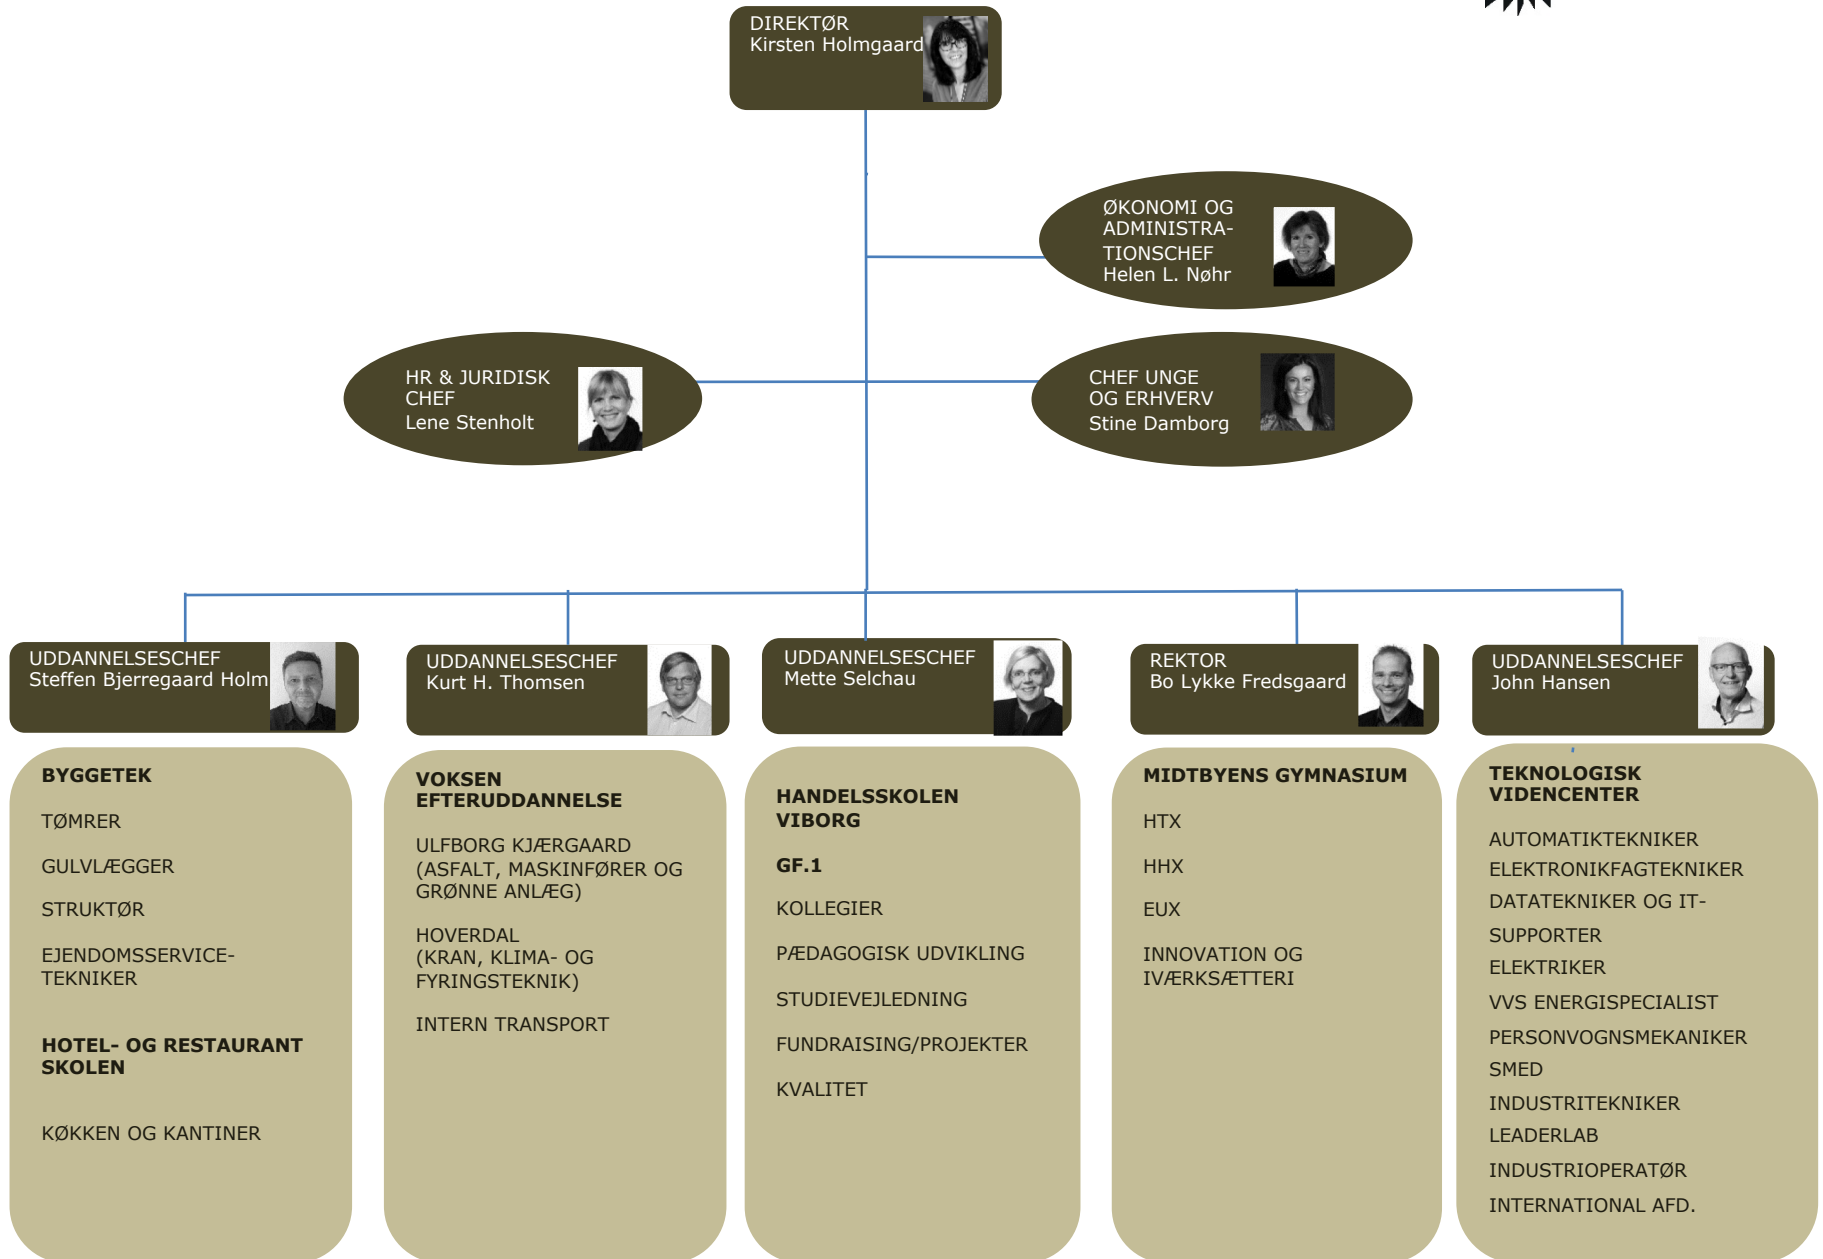 DIREKTØR
Kirsten Holmgaard
ØKONOMI OG
ADMINISTRA-
TIONSCHEF
Helen L. Nøhr
HR & JURIDISK
CHEF
Lene Stenholt
CHEF UNGE
OG ERHVERV
Stine Damborg
UDDANNELSESCHEF
Steffen Bjerregaard Holm
UDDANNELSESCHEF
Kurt H. Thomsen
UDDANNELSESCHEF
Mette Selchau
REKTOR
Bo Lykke Fredsgaard
UDDANNELSESCHEF
John Hansen
BYGGETEK
TØMRER
GULVLÆGGER
STRUKTØR
EJENDOMSSERVICE-
TEKNIKER
HOTEL- OG RESTAURANT
SKOLEN
KØKKEN OG KANTINER
VOKSEN
EFTERUDDANNELSE
ULFBORG KJÆRGAARD
(ASFALT, MASKINFØRER OG
GRØNNE ANLÆG)
HOVERDAL
(KRAN, KLIMA- OG
FYRINGSTEKNIK)
INTERN TRANSPORT
HANDELSSKOLEN
VIBORG
GF.1
KOLLEGIER
PÆDAGOGISK UDVIKLING
STUDIEVEJLEDNING
FUNDRAISING/PROJEKTER
KVALITET
MIDTBYENS GYMNASIUM
HTX
HHX
EUX
INNOVATION OG
IVÆRKSÆTTERI
TEKNOLOGISK
VIDENCENTER
AUTOMATIKTEKNIKER
ELEKTRONIKFAGTEKNIKER
DATATEKNIKER OG IT-
SUPPORTER
ELEKTRIKER
VVS ENERGISPECIALIST
PERSONVOGNSMEKANIKER
SMED
INDUSTRITEKNIKER
LEADERLAB
INDUSTRIOPERATØR
INTERNATIONAL AFD.